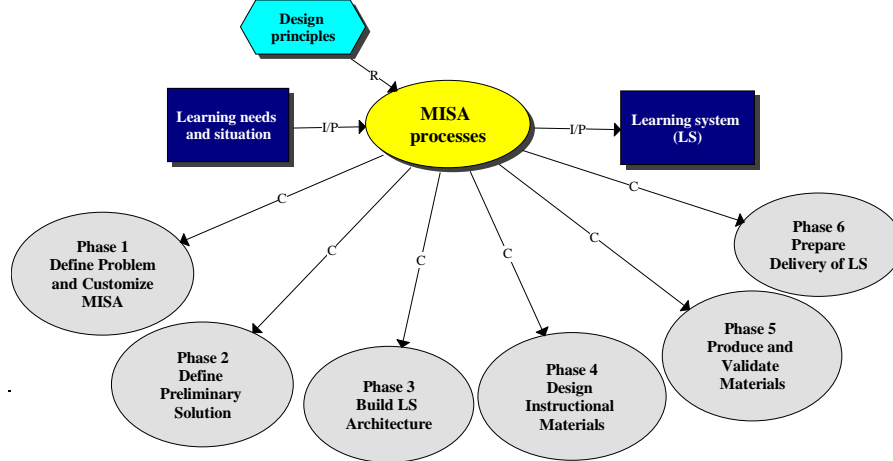 Design
principles
R
Learning needs
and situation
I/P
MISA
processes
I/P
Learning system
(LS)
C
C
C
C
C
C
Phase 1
Define Problem
and Customize
MISA
Phase 2
Define
Preliminary
Solution
Phase 3
Build LS
Architecture
Phase 4
Design
Instructional
Materials
Phase 5
Produce and
Validate
Materials
Phase 6
Prepare
Delivery of LS